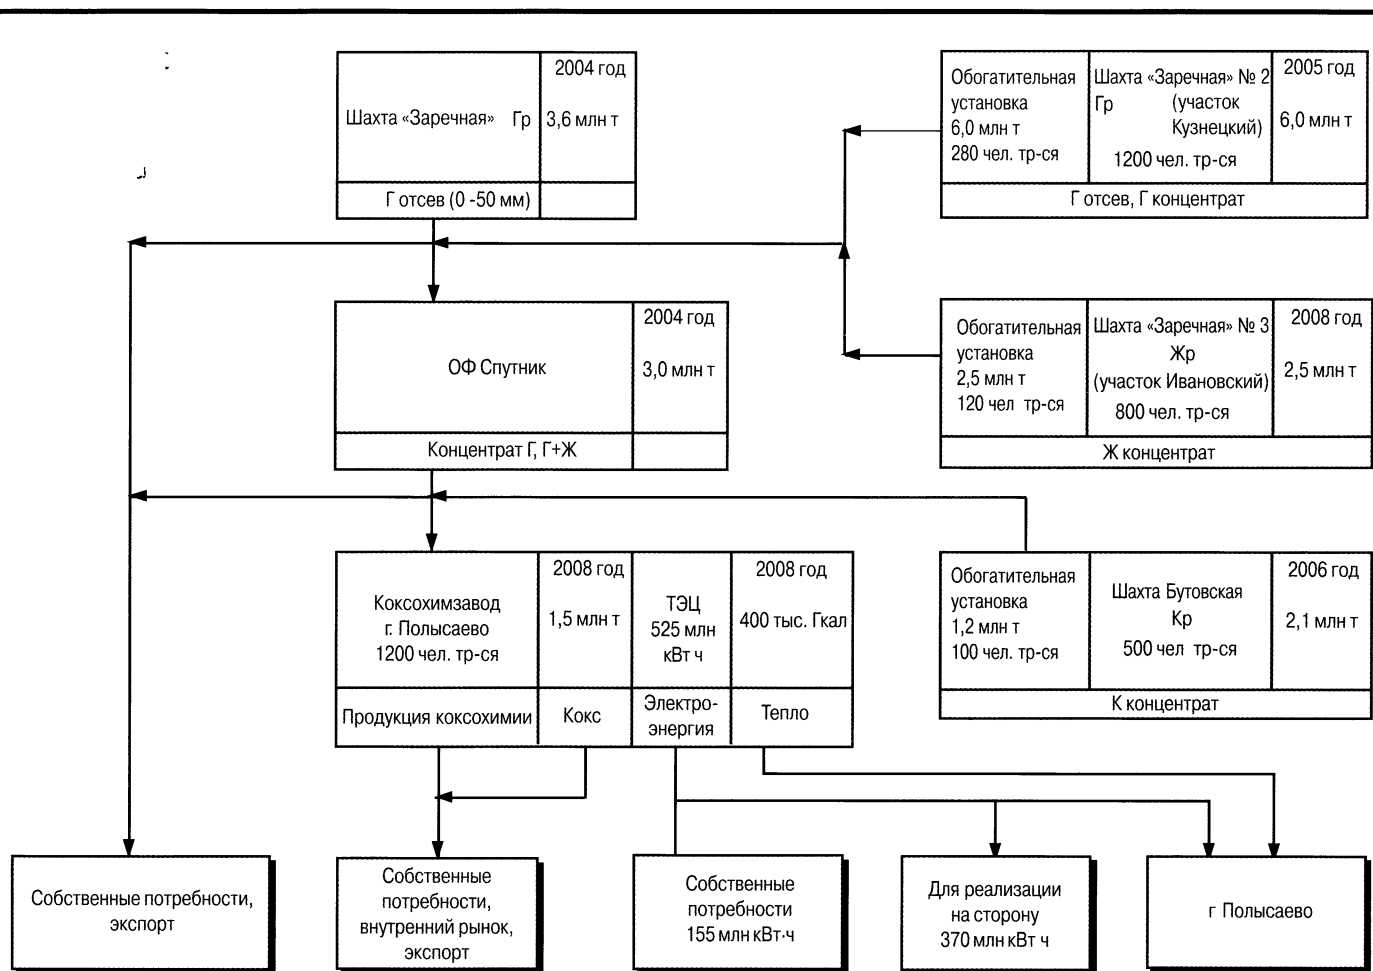 2004 год
Шахта «Заречная» Гр
3,6 млн т
Г отсев (0 -50 мм)
Обогатительная
установка
6,0 млн т
280 чел. тр-ся
Шахта «Заречная» № 2
Гр (участок
Кузнецкий)
1200 чел. тр-ся
2005 год
6,0 млн т
Г отсев, Г концентрат
ОФ Спутник
2004 год
3,0 млн т
Концентрат Г, Г+Ж
Обогатительная
установка
2,5 млн т
120 чел тр-ся
Шахта «Заречная» № 3
Жр
(участок Ивановский)
800 чел. тр-ся
2008 год
2,5 млн т
Ж концентрат
Коксохимзавод
г. Полысаево
1200 чел. тр-ся
2008 год
1,5 млн т
ТЭЦ
525 млн
кВт ч
2008 год
400 тыс. Гкал
Продукция коксохимии
Кокс
Электро-
энергия
Тепло
Обогатительная
установка
1,2 млн т
100 чел. тр-ся
Шахта Бутовская
Кр
500 чел тр-ся
2006 год
2,1 млн т
К концентрат
Собственные потребности,
экспорт
Собственные
потребности,
внутренний рынок,
экспорт
Собственные
потребности
155 млн кВт·ч
Для реализации
на сторону
370 млн кВт ч
г Полысаево